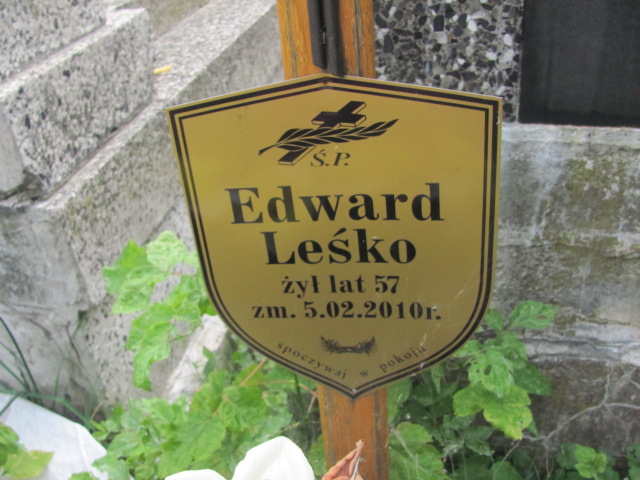 Ś.P.
Edward
Leśko
żył lat 57
zm. 5.02.2010r.
spoczywaj w pokoju